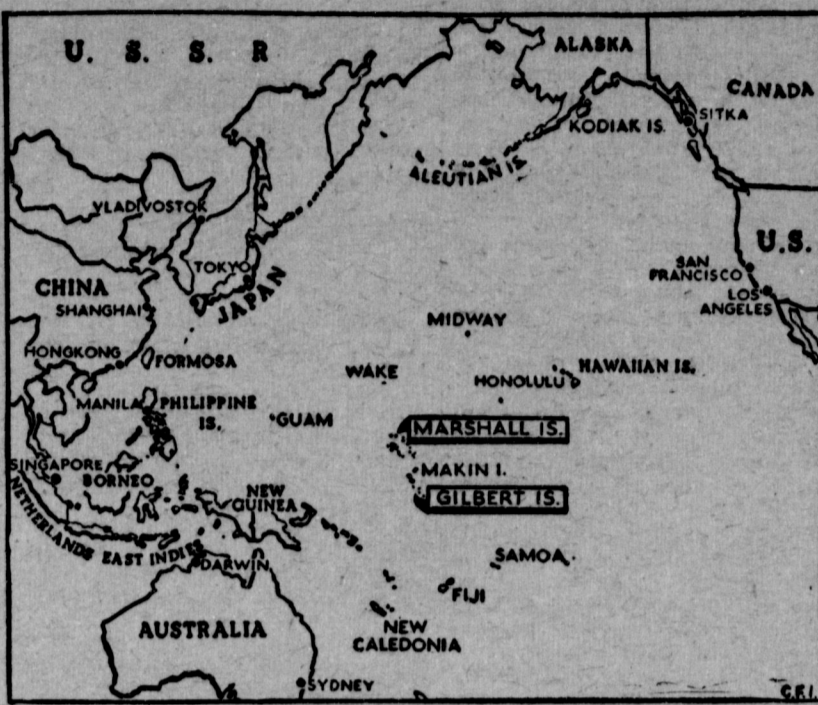 U. S. S. R
ALASKA
CANADA
SITKA
KODIAK IS.
ALEUTIAN IS.
VLADIVOSTOK
TOKYO
JAPAN
CHINA
SHANGHAI
U.S.
SAN
FRANCISCO
LOS
ANGELES
MIDWAY
HONGKONG
FORMOSA
WAKE
HONOLULU
HAWAIIAN IS.
MANILA
PHILIPPINE
IS.
GUAM
MARSHALL IS.
MAKIN I.
GILBERT IS.
SINGAPORE
BORNEO
NEW
GUINEA
NETHERLANDS EAST INDIES
DARWIN
SAMOA
FIJI
NEW
CALEDONIA
AUSTRALIA
SYDNEY
C.F.I.